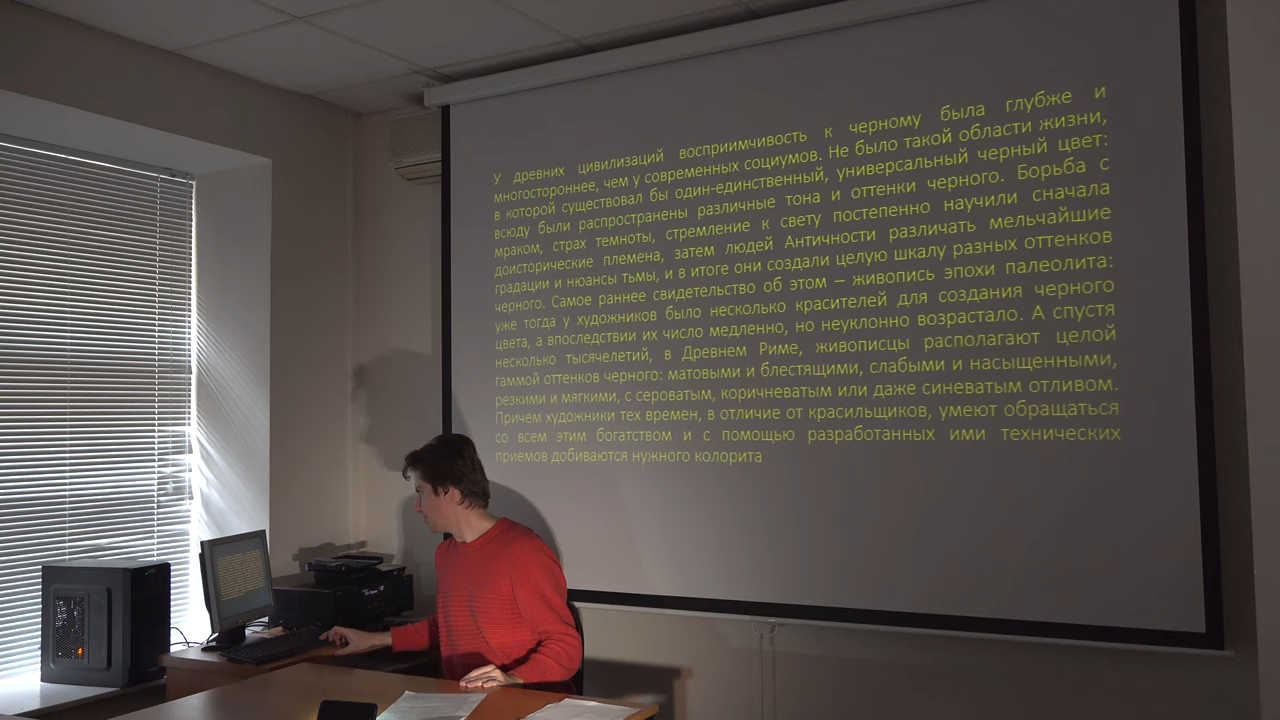 У древних цивилизаций восприимчивость к черному была глубже и
многостороннее, чем у современных социумов. Не было такой области жизни,
в которой существовал бы один-единственный, универсальный черный цвет:
всюду были распространены различные тона и оттенки черного. Борьба с
мраком, страх темноты, стремление к свету постепенно научили сначала
доисторические племена, затем людей Античности различать мельчайшие
градации и нюансы тьмы, и в итоге они создали целую шкалу разных оттенков
черного. Самое раннее свидетельство об этом – живопись эпохи палеолита:
уже тогда у художников было несколько красителей для создания черного
цвета, а впоследствии их число медленно, но неуклонно возрастало. А спустя
несколько тысячелетий, в Древнем Риме, живописцы располагают целой
гаммой оттенков черного: матовыми и блестящими, слабыми и насыщенными,
резкими и мягкими, с сероватым, коричневатым или даже синеватым отливом.
Причем художники тех времен, в отличие от красильщиков, умеют обращаться
со всем этим богатством и с помощью разработанных ими технических
приемов добиваются нужного колорита